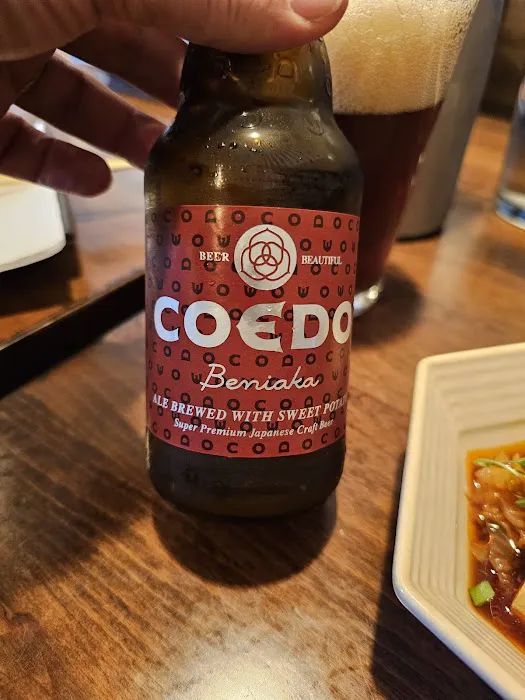 BEER BEAUTIFUL
COEDO
Beniaka
ALE BREWED WITH SWEET
Super Premium Japanese Craft Beer